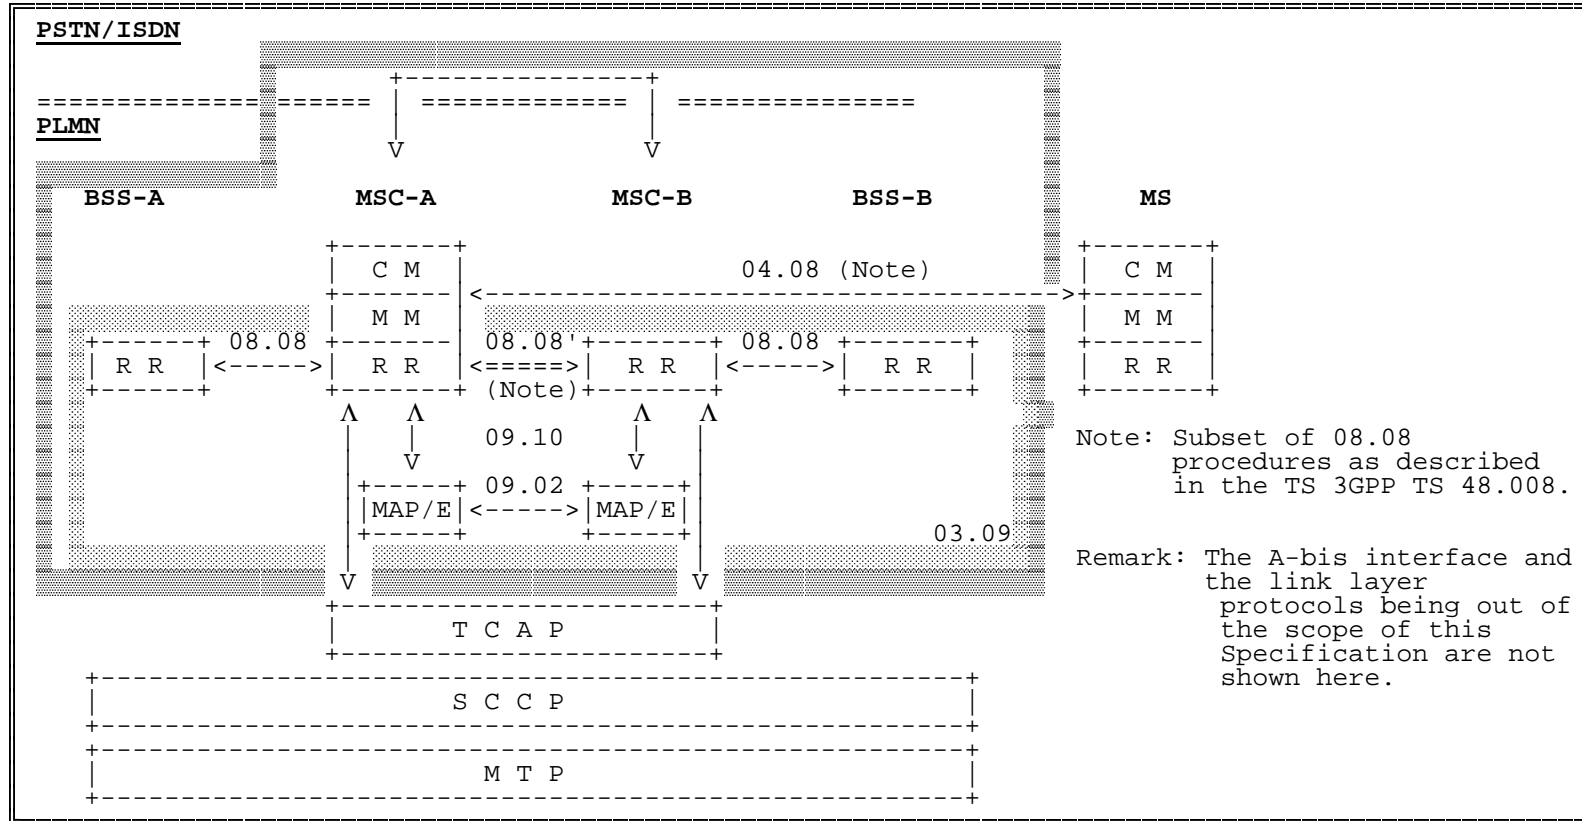 PSTN/ISDN
PLMN
BSS-A MSC-A MSC-B BSS-B MS
C M 04.08 (Note) C M
M M M M
08.08 08.08' 08.08
R R R R R R R R R R
(Note)
09.10
09.02
MAP/E MAP/E
03.09
Note: Subset of 08.08
procedures as described
in the TS 3GPP TS 48.008.
Remark: The A-bis interface and
the link layer
protocols being out of
the scope of this
Specification are not
shown here.
T C A P
S C C P
M T P